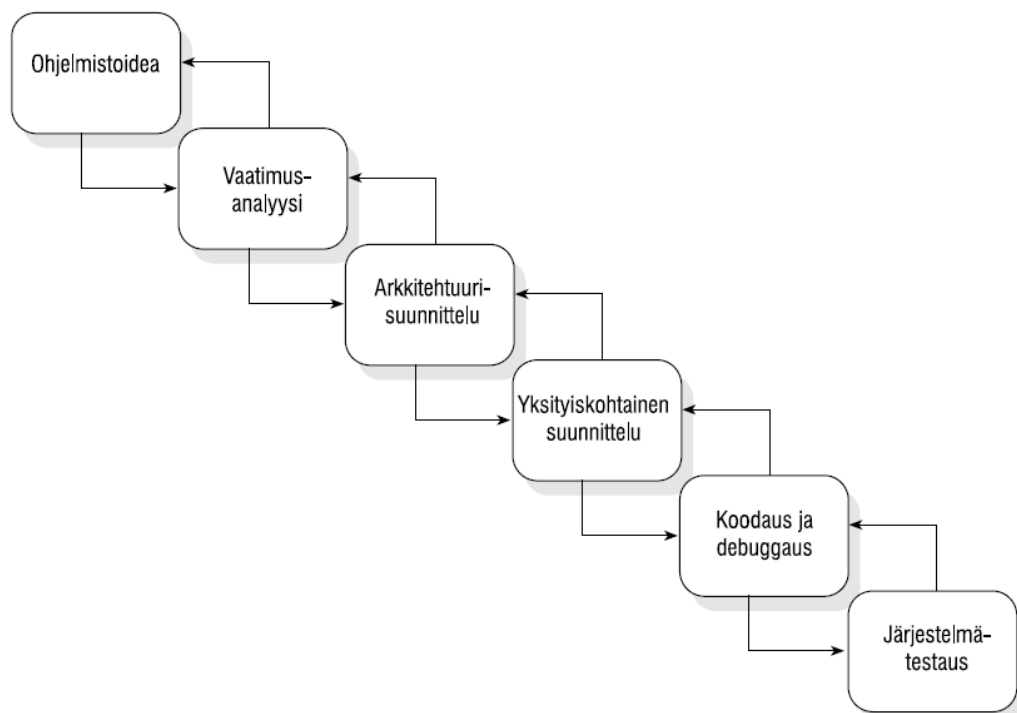 Ohjelmistoidea
Vaatimus-
analyysi
Arkkitehtuuri-
suunnittelu
Yksityiskohtainen
suunnittelu
Koodaus ja
debuggaus
Järjestelmä-
testaus